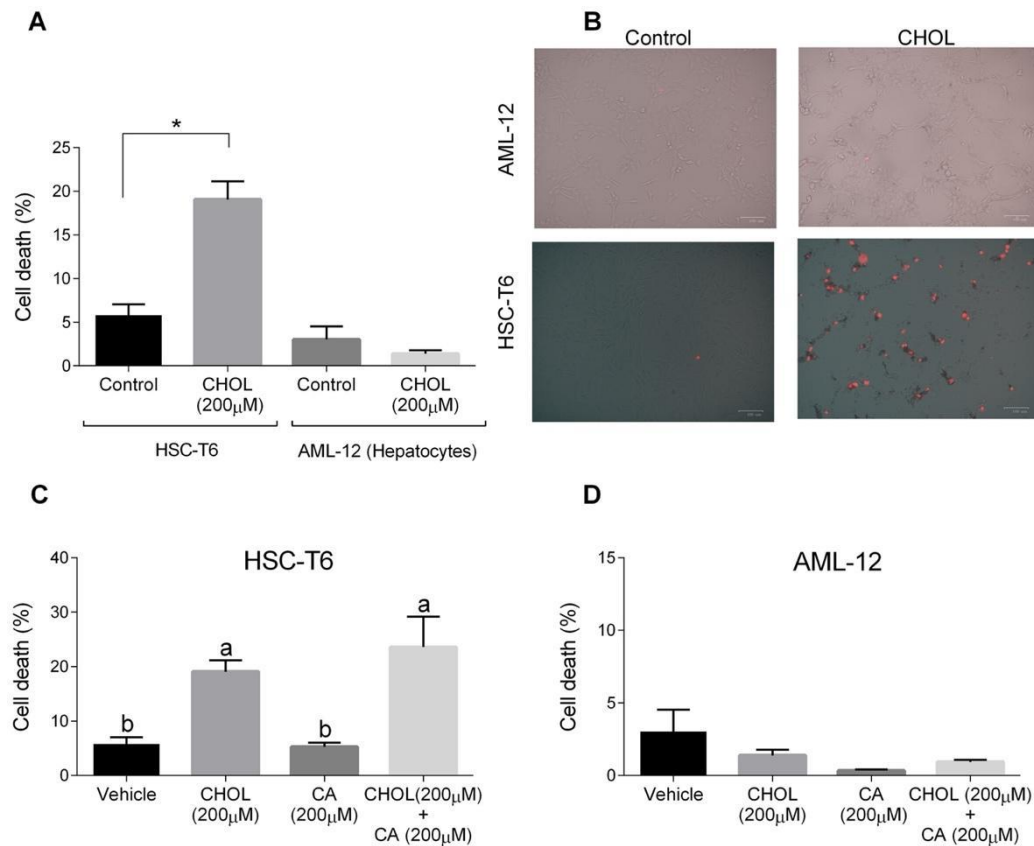 A
*
Cell death (%)
25
20
15
10
5
0
Control
CHOL
(200μM)
Control
CHOL
(200μM)
HSC-T6
AML-12 (Hepatocytes)
B
Control
CHOL
AML-12
HSC-T6
C
HSC-T6
Cell death (%)
40
30
20
10
0
b
a
b
a
Vehicle
CHOL
(200μM)
CA
(200μM)
CHOL(200μM)
+
CA (200μM)
D
AML-12
Cell death (%)
15
10
5
0
Vehicle
CHOL
(200μM)
CA
(200μM)
CHOL (200μM)
+
CA (200μM)